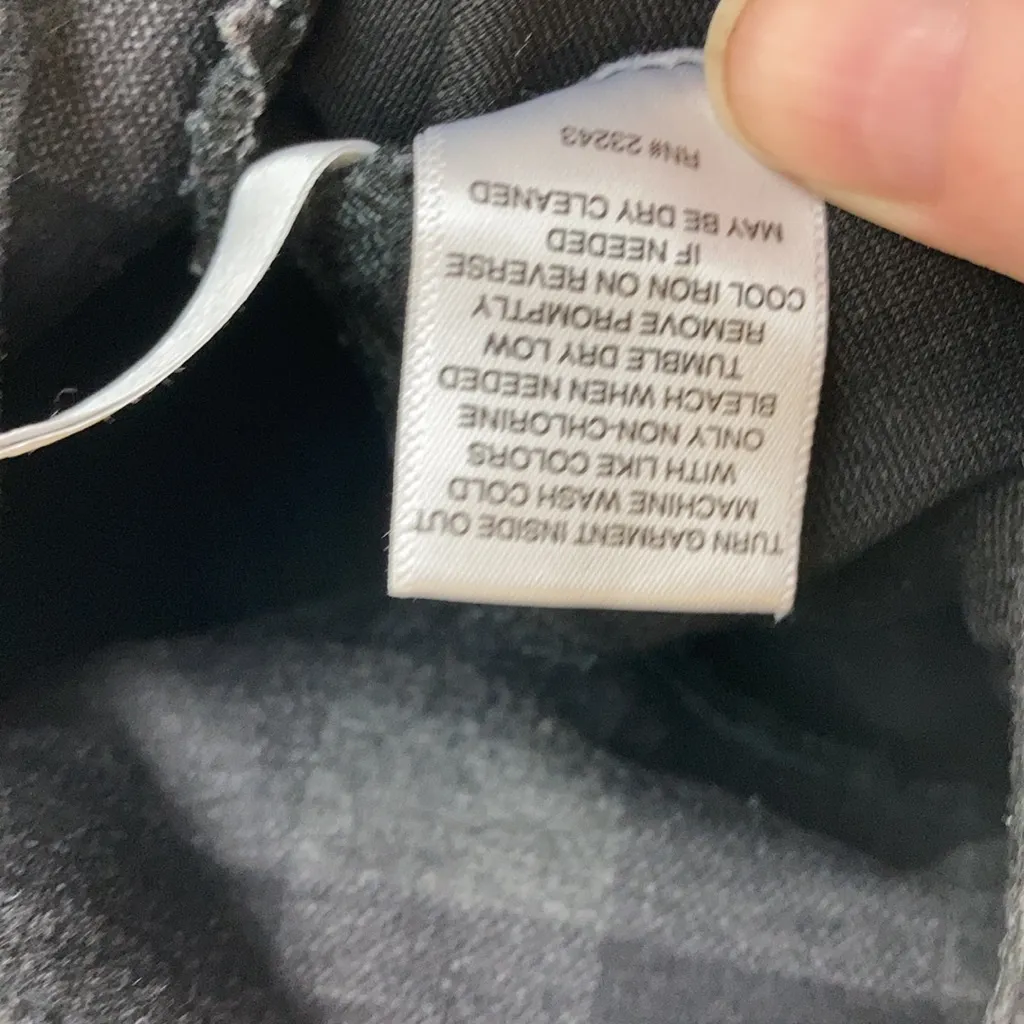 TURN GARMENT INSIDE OUT
MACHINE WASH COLD
WITH LIKE COLORS
ONLY NON-CHLORINE
BLEACH WHEN NEEDED
TUMBLE DRY LOW
REMOVE PROMPTLY
COOL IRON ON REVERSE
IF NEEDED
MAY BE DRY CLEANED
RN# 23243